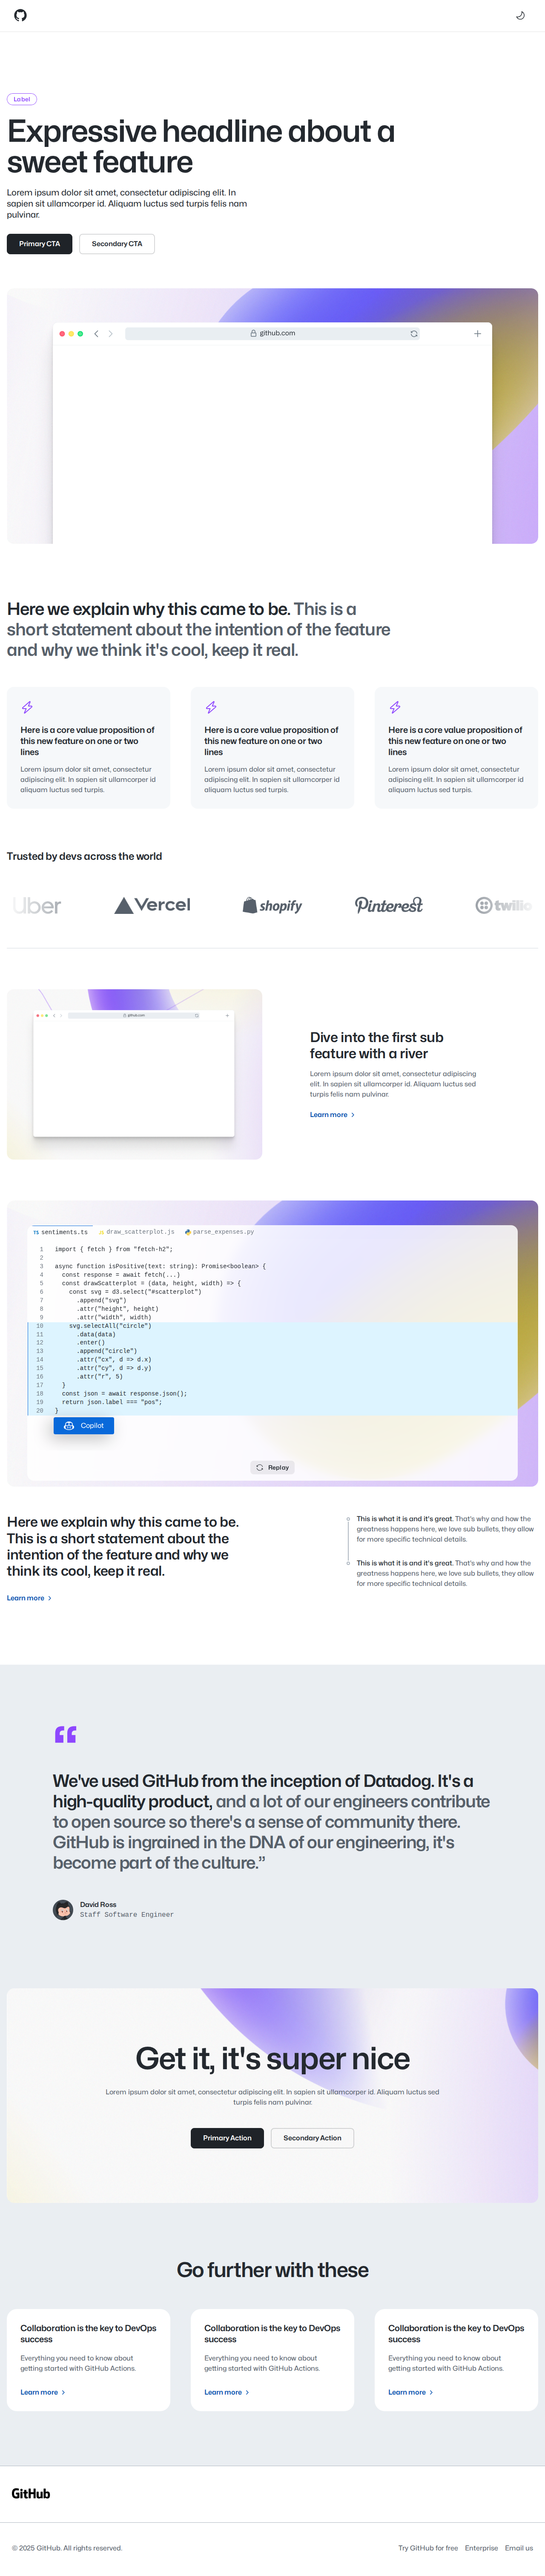 Label
Expressive headline about a
sweet feature
Lorem ipsum dolor sit amet, consectetur adipiscing elit. In
sapien sit ullamcorper id. Aliquam luctus sed turpis felis nam
pulvinar.
Primary CTA
Secondary CTA
github.com
Here we explain why this came to be. This is a
short statement about the intention of the feature
and why we think it's cool, keep it real.
Here is a core value proposition of
this new feature on one or two
lines
Lorem ipsum dolor sit amet, consectetur
adipiscing elit. In sapien sit ullamcorper id
aliquam luctus sed turpis.
Here is a core value proposition of
this new feature on one or two
lines
Lorem ipsum dolor sit amet, consectetur
adipiscing elit. In sapien sit ullamcorper id
aliquam luctus sed turpis.
Here is a core value proposition of
this new feature on one or two
lines
Lorem ipsum dolor sit amet, consectetur
adipiscing elit. In sapien sit ullamcorper id
aliquam luctus sed turpis.
Trusted by devs across the world
Uber
Vercel
shopify
Pinterest
twilio
github.com
Dive into the first sub
feature with a river
Lorem ipsum dolor sit amet, consectetur adipiscing
elit. In sapien sit ullamcorper id. Aliquam luctus sed
turpis felis nam pulvinar.
Learn more
TS sentiments.ts
draw_scatterplot.js
parse_expenses.py
1 import { fetch } from "fetch-h2";
2
3 async function isPositive(text: string): Promise<boolean> {
4 const response = await fetch(...)
5 const drawScatterplot = (data, height, width) => {
6 const svg = d3.select("#scatterplot")
7 .append("svg")
8 .attr("height", height)
9 .attr("width", width)
10 svg.selectAll("circle")
11 .data(data)
12 .enter()
13 .append("circle")
14 .attr("cx", d => d.x)
15 .attr("cy", d => d.y)
16 .attr("r", 5)
17 }
18 const json = await response.json();
19 return json.label === "pos";
20 }
Copilot
Replay
Here we explain why this came to be.
This is a short statement about the
intention of the feature and why we
think its cool, keep it real.
Learn more
This is what it is and it's great. That's why and how the
greatness happens here, we love sub bullets, they allow
for more specific technical details.
This is what it is and it's great. That's why and how the
greatness happens here, we love sub bullets, they allow
for more specific technical details.
“
We've used GitHub from the inception of Datadog. It's a
high-quality product, and a lot of our engineers contribute
to open source so there's a sense of community there.
GitHub is ingrained in the DNA of our engineering, it's
become part of the culture.”
David Ross
Staff Software Engineer
Get it, it's super nice
Lorem ipsum dolor sit amet, consectetur adipiscing elit. In sapien sit ullamcorper id. Aliquam luctus sed
turpis felis nam pulvinar.
Primary Action
Secondary Action
Go further with these
Collaboration is the key to DevOps
success
Everything you need to know about
getting started with GitHub Actions.
Learn more
Collaboration is the key to DevOps
success
Everything you need to know about
getting started with GitHub Actions.
Learn more
Collaboration is the key to DevOps
success
Everything you need to know about
getting started with GitHub Actions.
Learn more
GitHub
© 2025 GitHub. All rights reserved.
Try GitHub for free
Enterprise
Email us